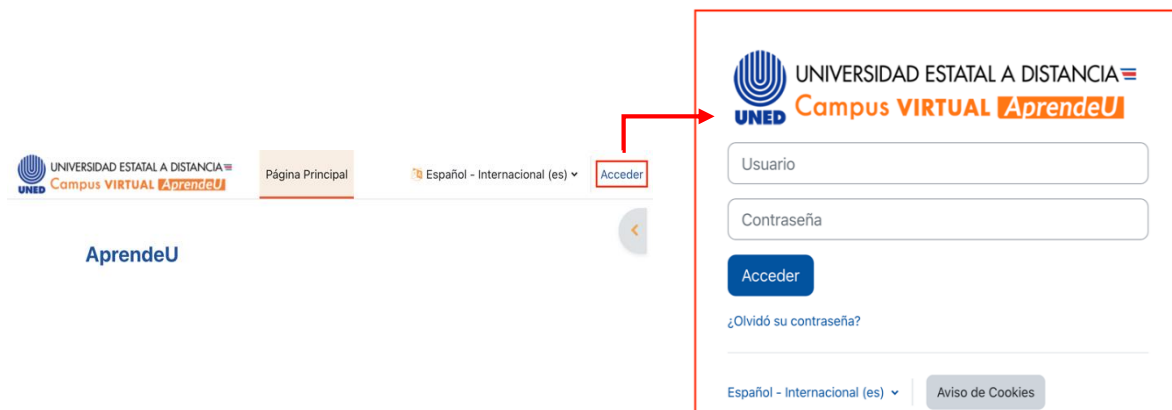 UNIVERSIDAD ESTATAL A DISTANCIA
UNED Campus VIRTUAL AprendeU
Página Principal
Español - Internacional (es)
Acceder
AprendeU
UNIVERSIDAD ESTATAL A DISTANCIA
UNED Campus VIRTUAL AprendeU
Usuario
Contraseña
Acceder
¿Olvidó su contraseña?
Español - Internacional (es)
Aviso de Cookies